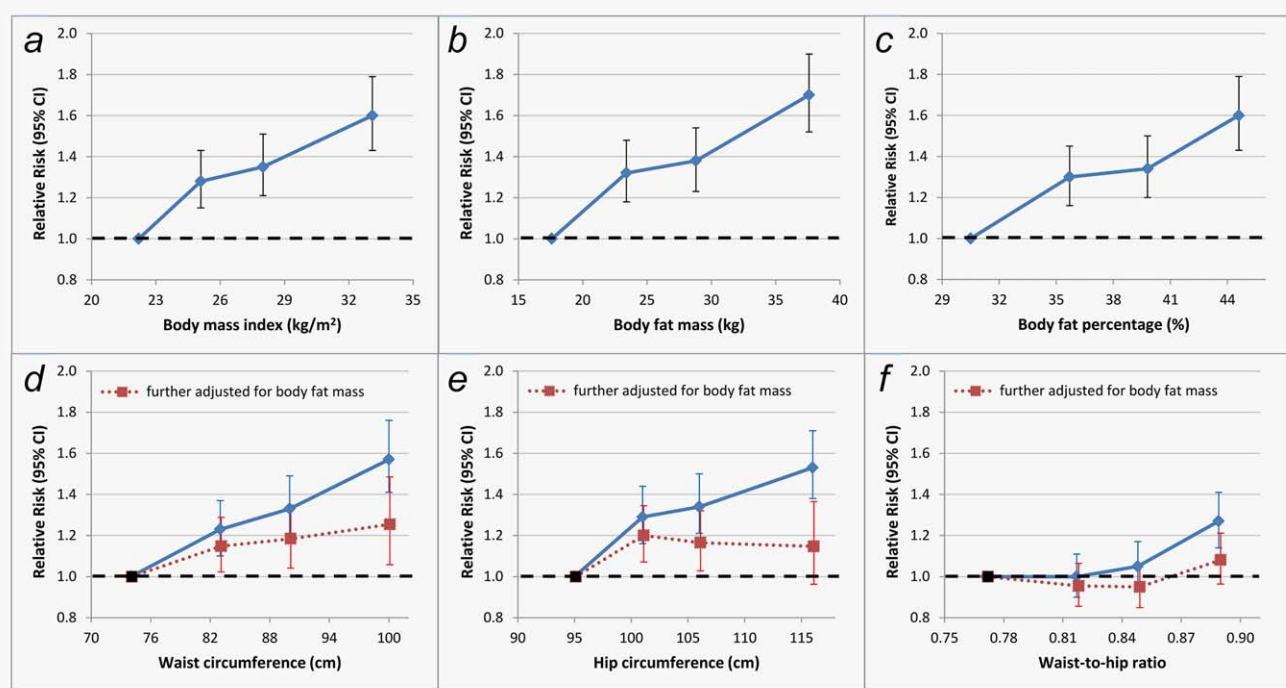 a
Relative Risk (95% CI)
2.0
1.8
1.6
1.4
1.2
1.0
0.8
20 23 26 29 32 35
Body mass index (kg/m²)
b
Relative Risk (95% CI)
2.0
1.8
1.6
1.4
1.2
1.0
0.8
15 20 25 30 35 40
Body fat mass (kg)
c
Relative Risk (95% CI)
2.0
1.8
1.6
1.4
1.2
1.0
0.8
29 32 35 38 41 44
Body fat percentage (%)
d
Relative Risk (95% CI)
2.0
further adjusted for body fat mass
1.8
1.6
1.4
1.2
1.0
0.8
70 76 82 88 94 100
Waist circumference (cm)
e
Relative Risk (95% CI)
2.0
further adjusted for body fat mass
1.8
1.6
1.4
1.2
1.0
0.8
90 95 100 105 110 115
Hip circumference (cm)
f
Relative Risk (95% CI)
2.0
further adjusted for body fat mass
1.8
1.6
1.4
1.2
1.0
0.8
0.75 0.78 0.81 0.84 0.87 0.90
Waist-to-hip ratio